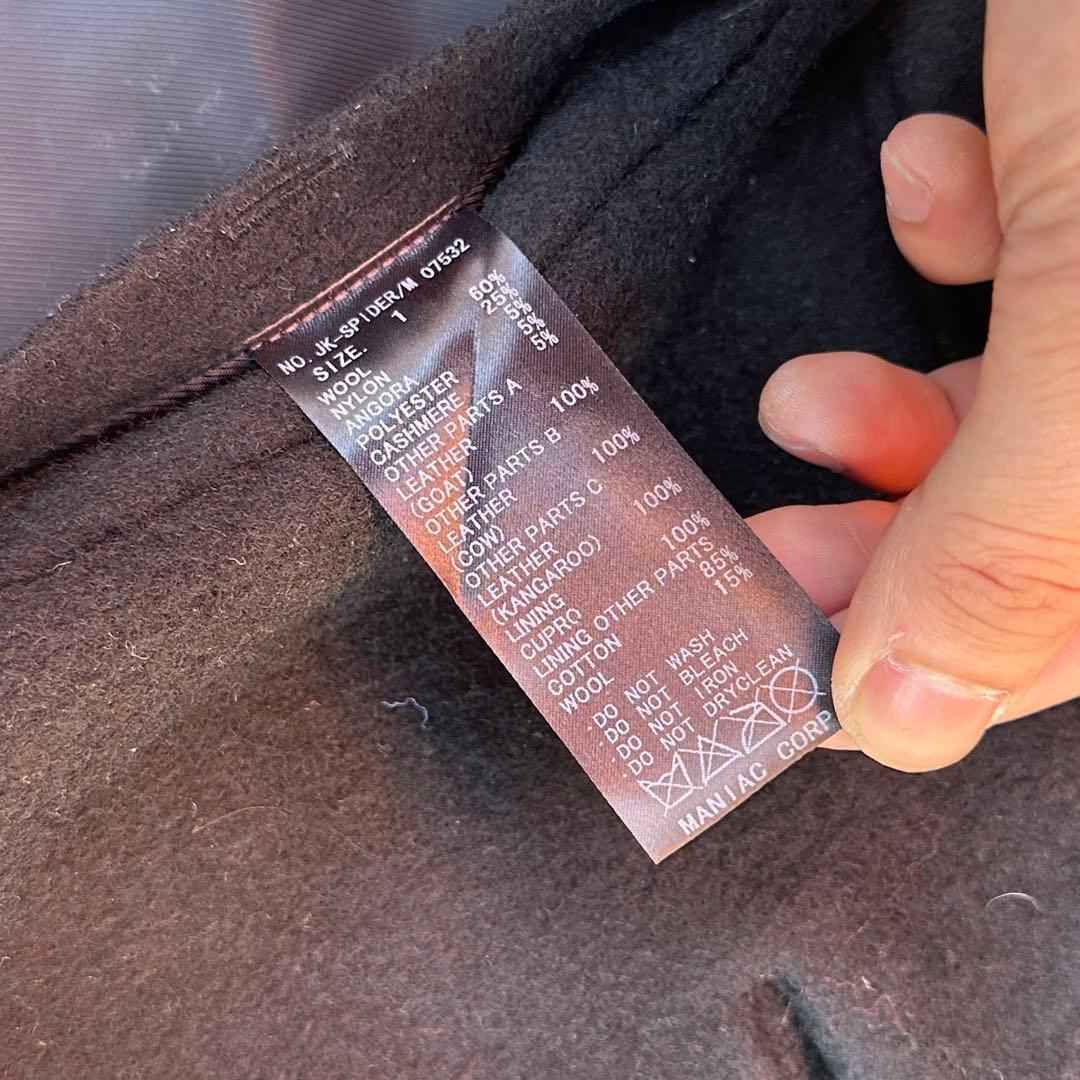 NO. JK-SPIDER/M 07532
SIZE. 1
WOOL 60%
NYLON 25%
ANGORA 5%
POLYESTER 5%
CASHMERE 5%
OTHER PARTS A
LEATHER 100%
(GOAT)
OTHER PARTS B
LEATHER 100%
(COW)
OTHER PARTS C
LEATHER 100%
(KANGAROO)
LINING
CUPRO 100%
LINING OTHER PARTS
COTTON 85%
WOOL 15%
:DO NOT WASH
:DO NOT BLEACH
:DO NOT IRON
:DO NOT DRYCLEAN
MANIAC CORP